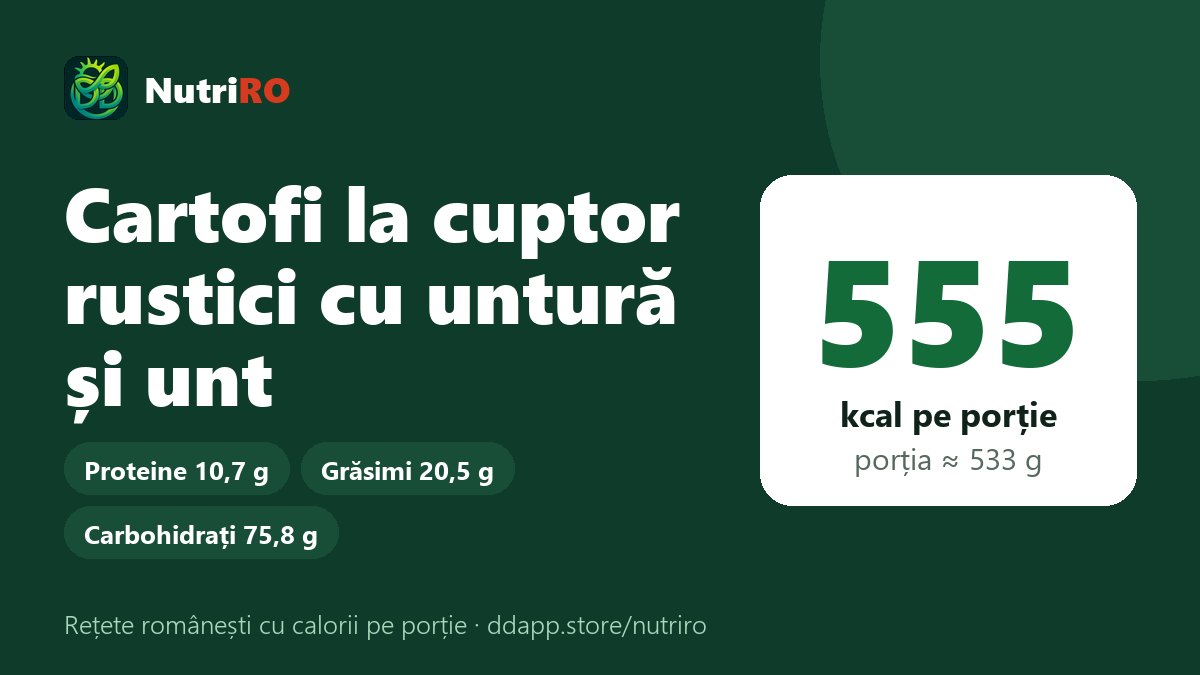 NutriRO
Cartofi la cuptor
rustici cu untură
și unt
555
kcal pe porție
porția ≈ 533 g
Proteine 10,7 g
Grăsimi 20,5 g
Carbohidrați 75,8 g
Rețete românești cu calorii pe porție · ddapp.store/nutriro